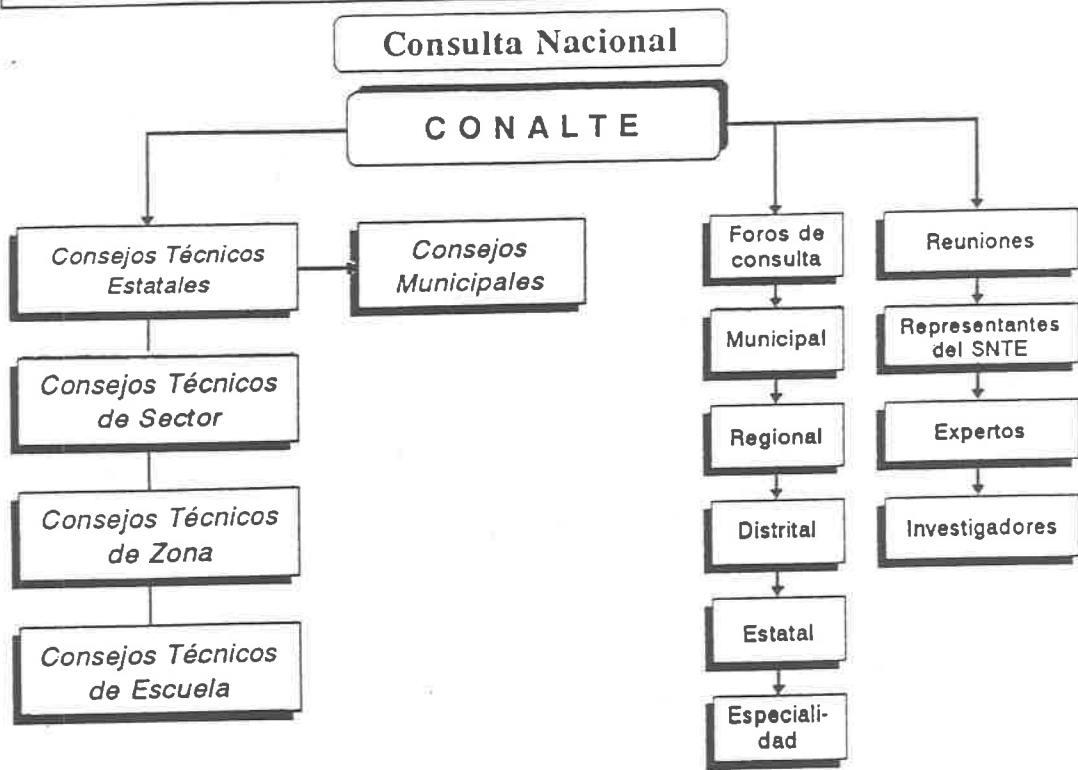 Consulta Nacional
CONALTE
Consejos Técnicos
Estatales
Consejos
Municipales
Consejos Técnicos
de Sector
Consejos Técnicos
de Zona
Consejos Técnicos
de Escuela
Foros de
consulta
Municipal
Regional
Distrital
Estatal
Especiali-
dad
Reuniones
Representantes
del SNTE
Expertos
Investigadores